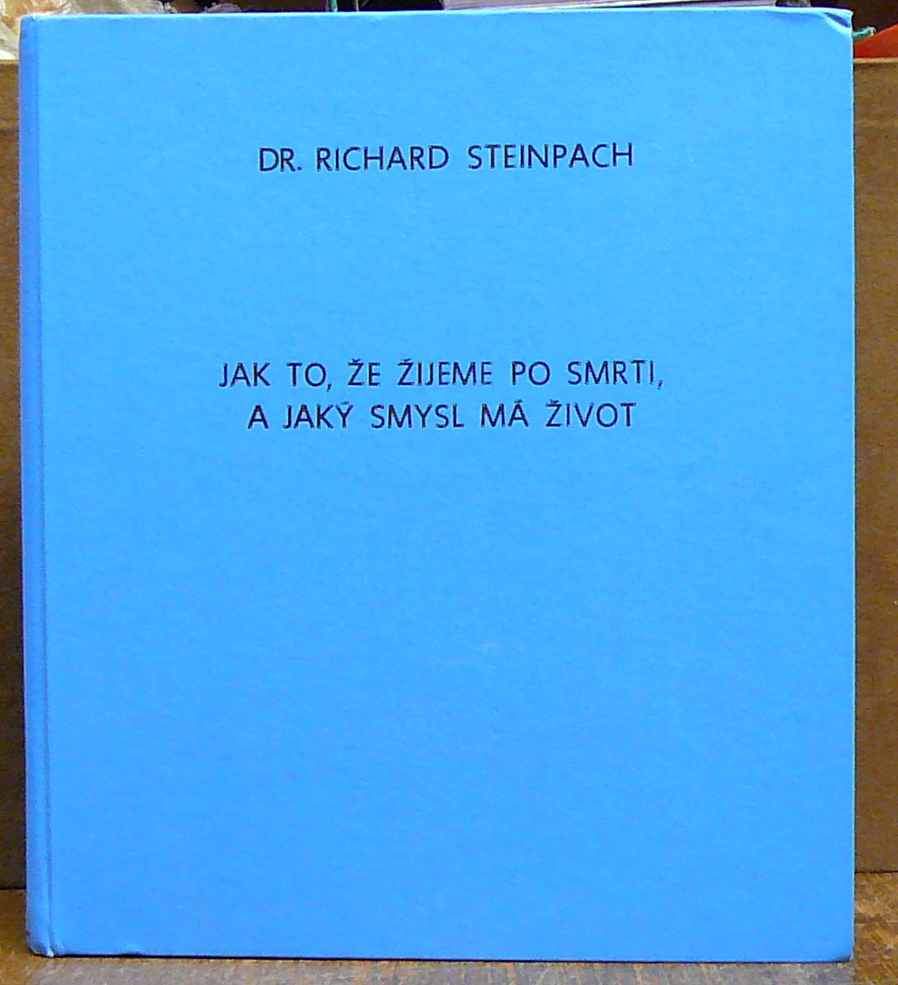 DR. RICHARD STEINPACH
JAK TO, ŽE ŽIJEME PO SMRTI,
A JAKÝ SMYSL MÁ ŽIVOT